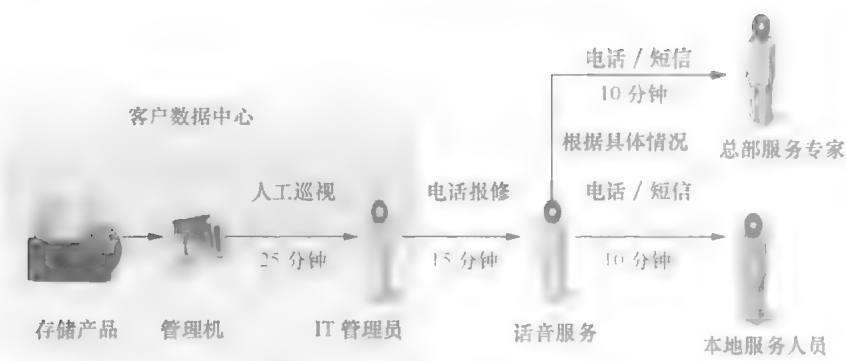 电话 / 短信
10 分钟
客户数据中心
根据具体情况
总部服务专家
人工巡视
电话报修
电话 / 短信
25 分钟
15 分钟
10 分钟
存储产品
管理机
IT 管理员
话音服务
本地服务人员